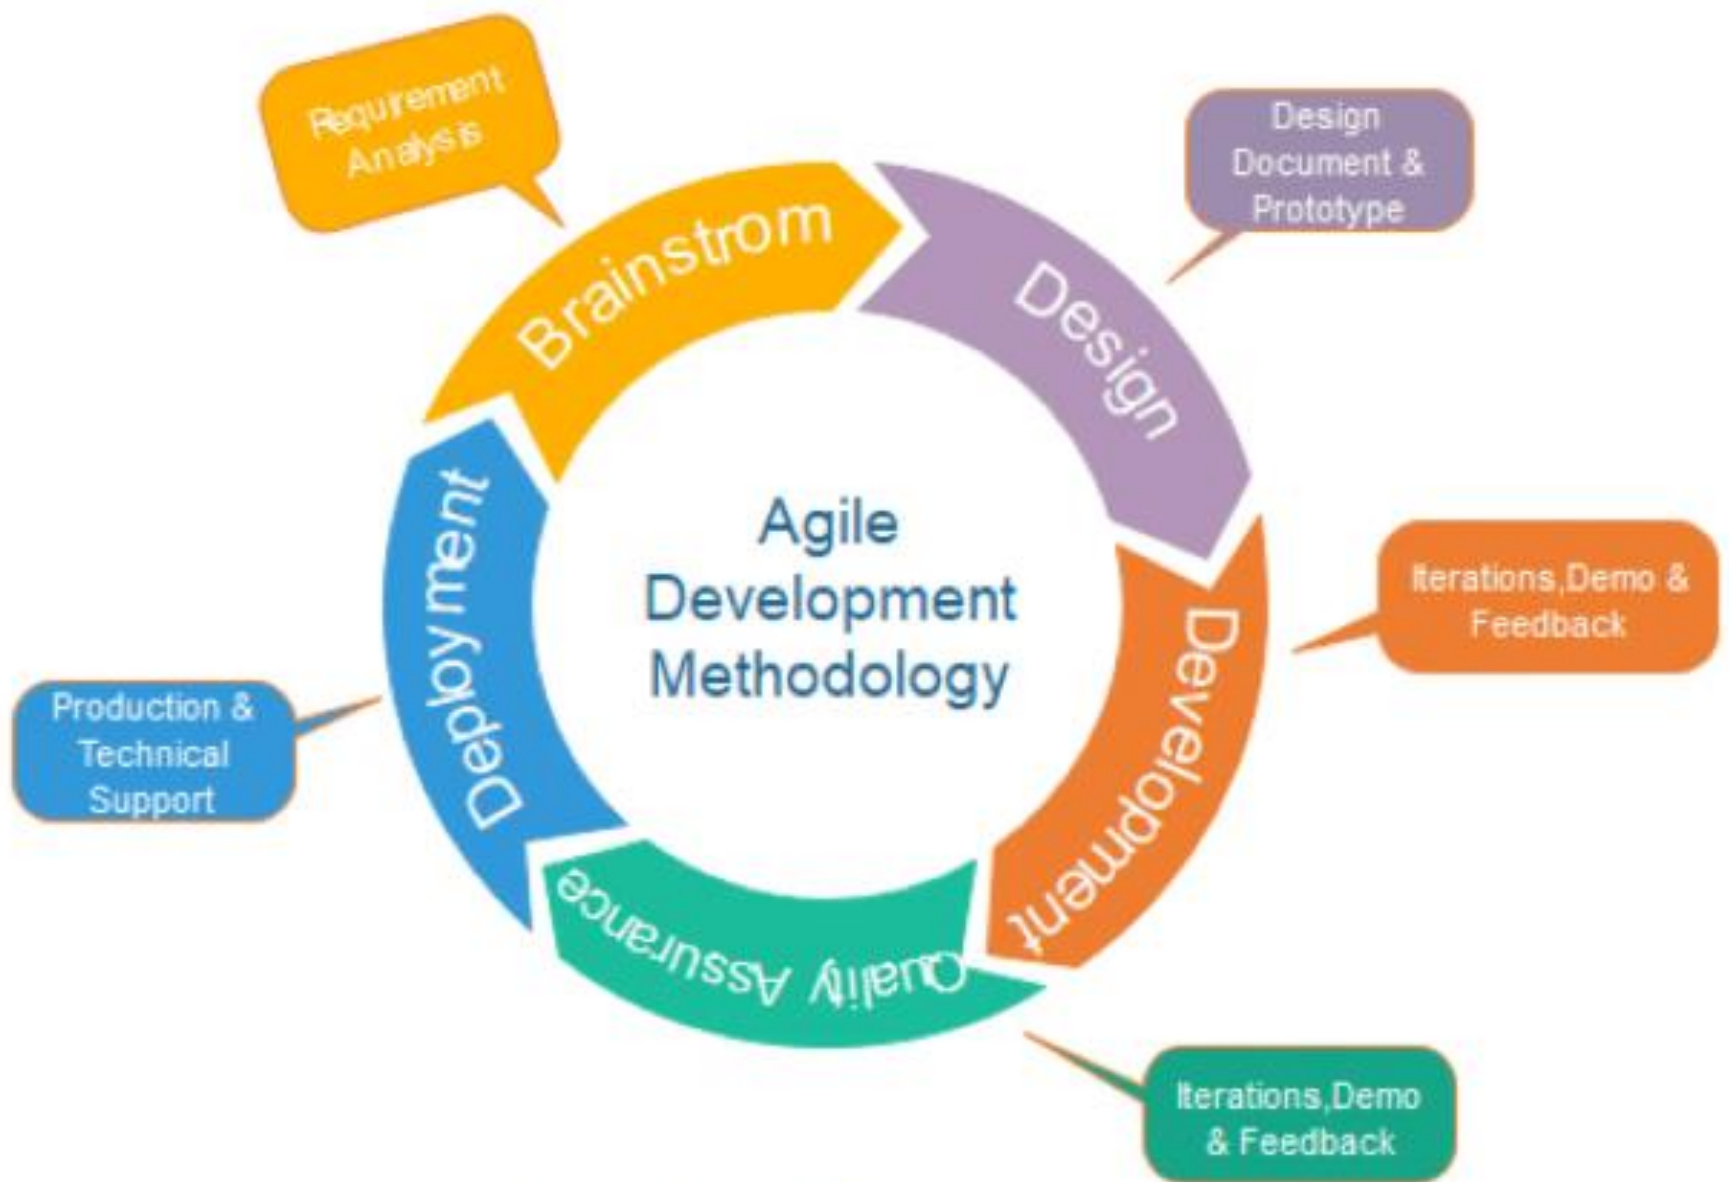 Requirement
Analysis
Brainstrom
Design
Document &
Prototype
Design
Iterations,Demo &
Feedback
Development
Iterations,Demo
& Feedback
Quality Assurance
Production &
Technical
Support
Deployment
Agile
Development
Methodology